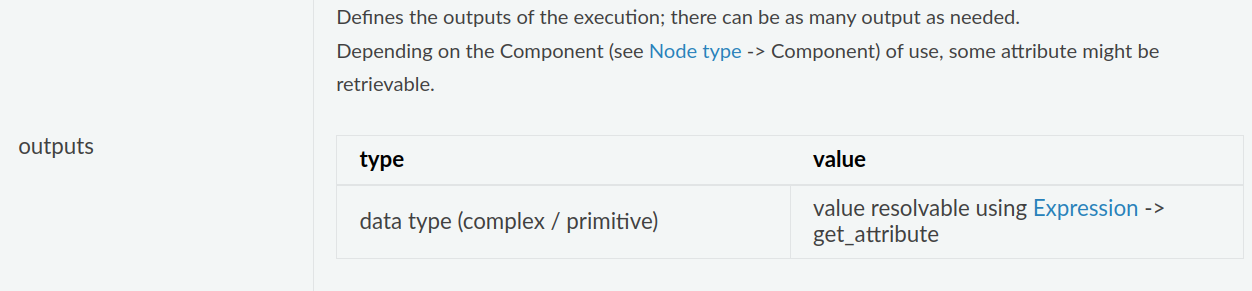 Defines the outputs of the execution; there can be as many output as needed.
Depending on the Component (see Node type -> Component) of use, some attribute might be
retrievable.
outputs
type value
data type (complex / primitive)
value resolvable using Expression ->
get_attribute